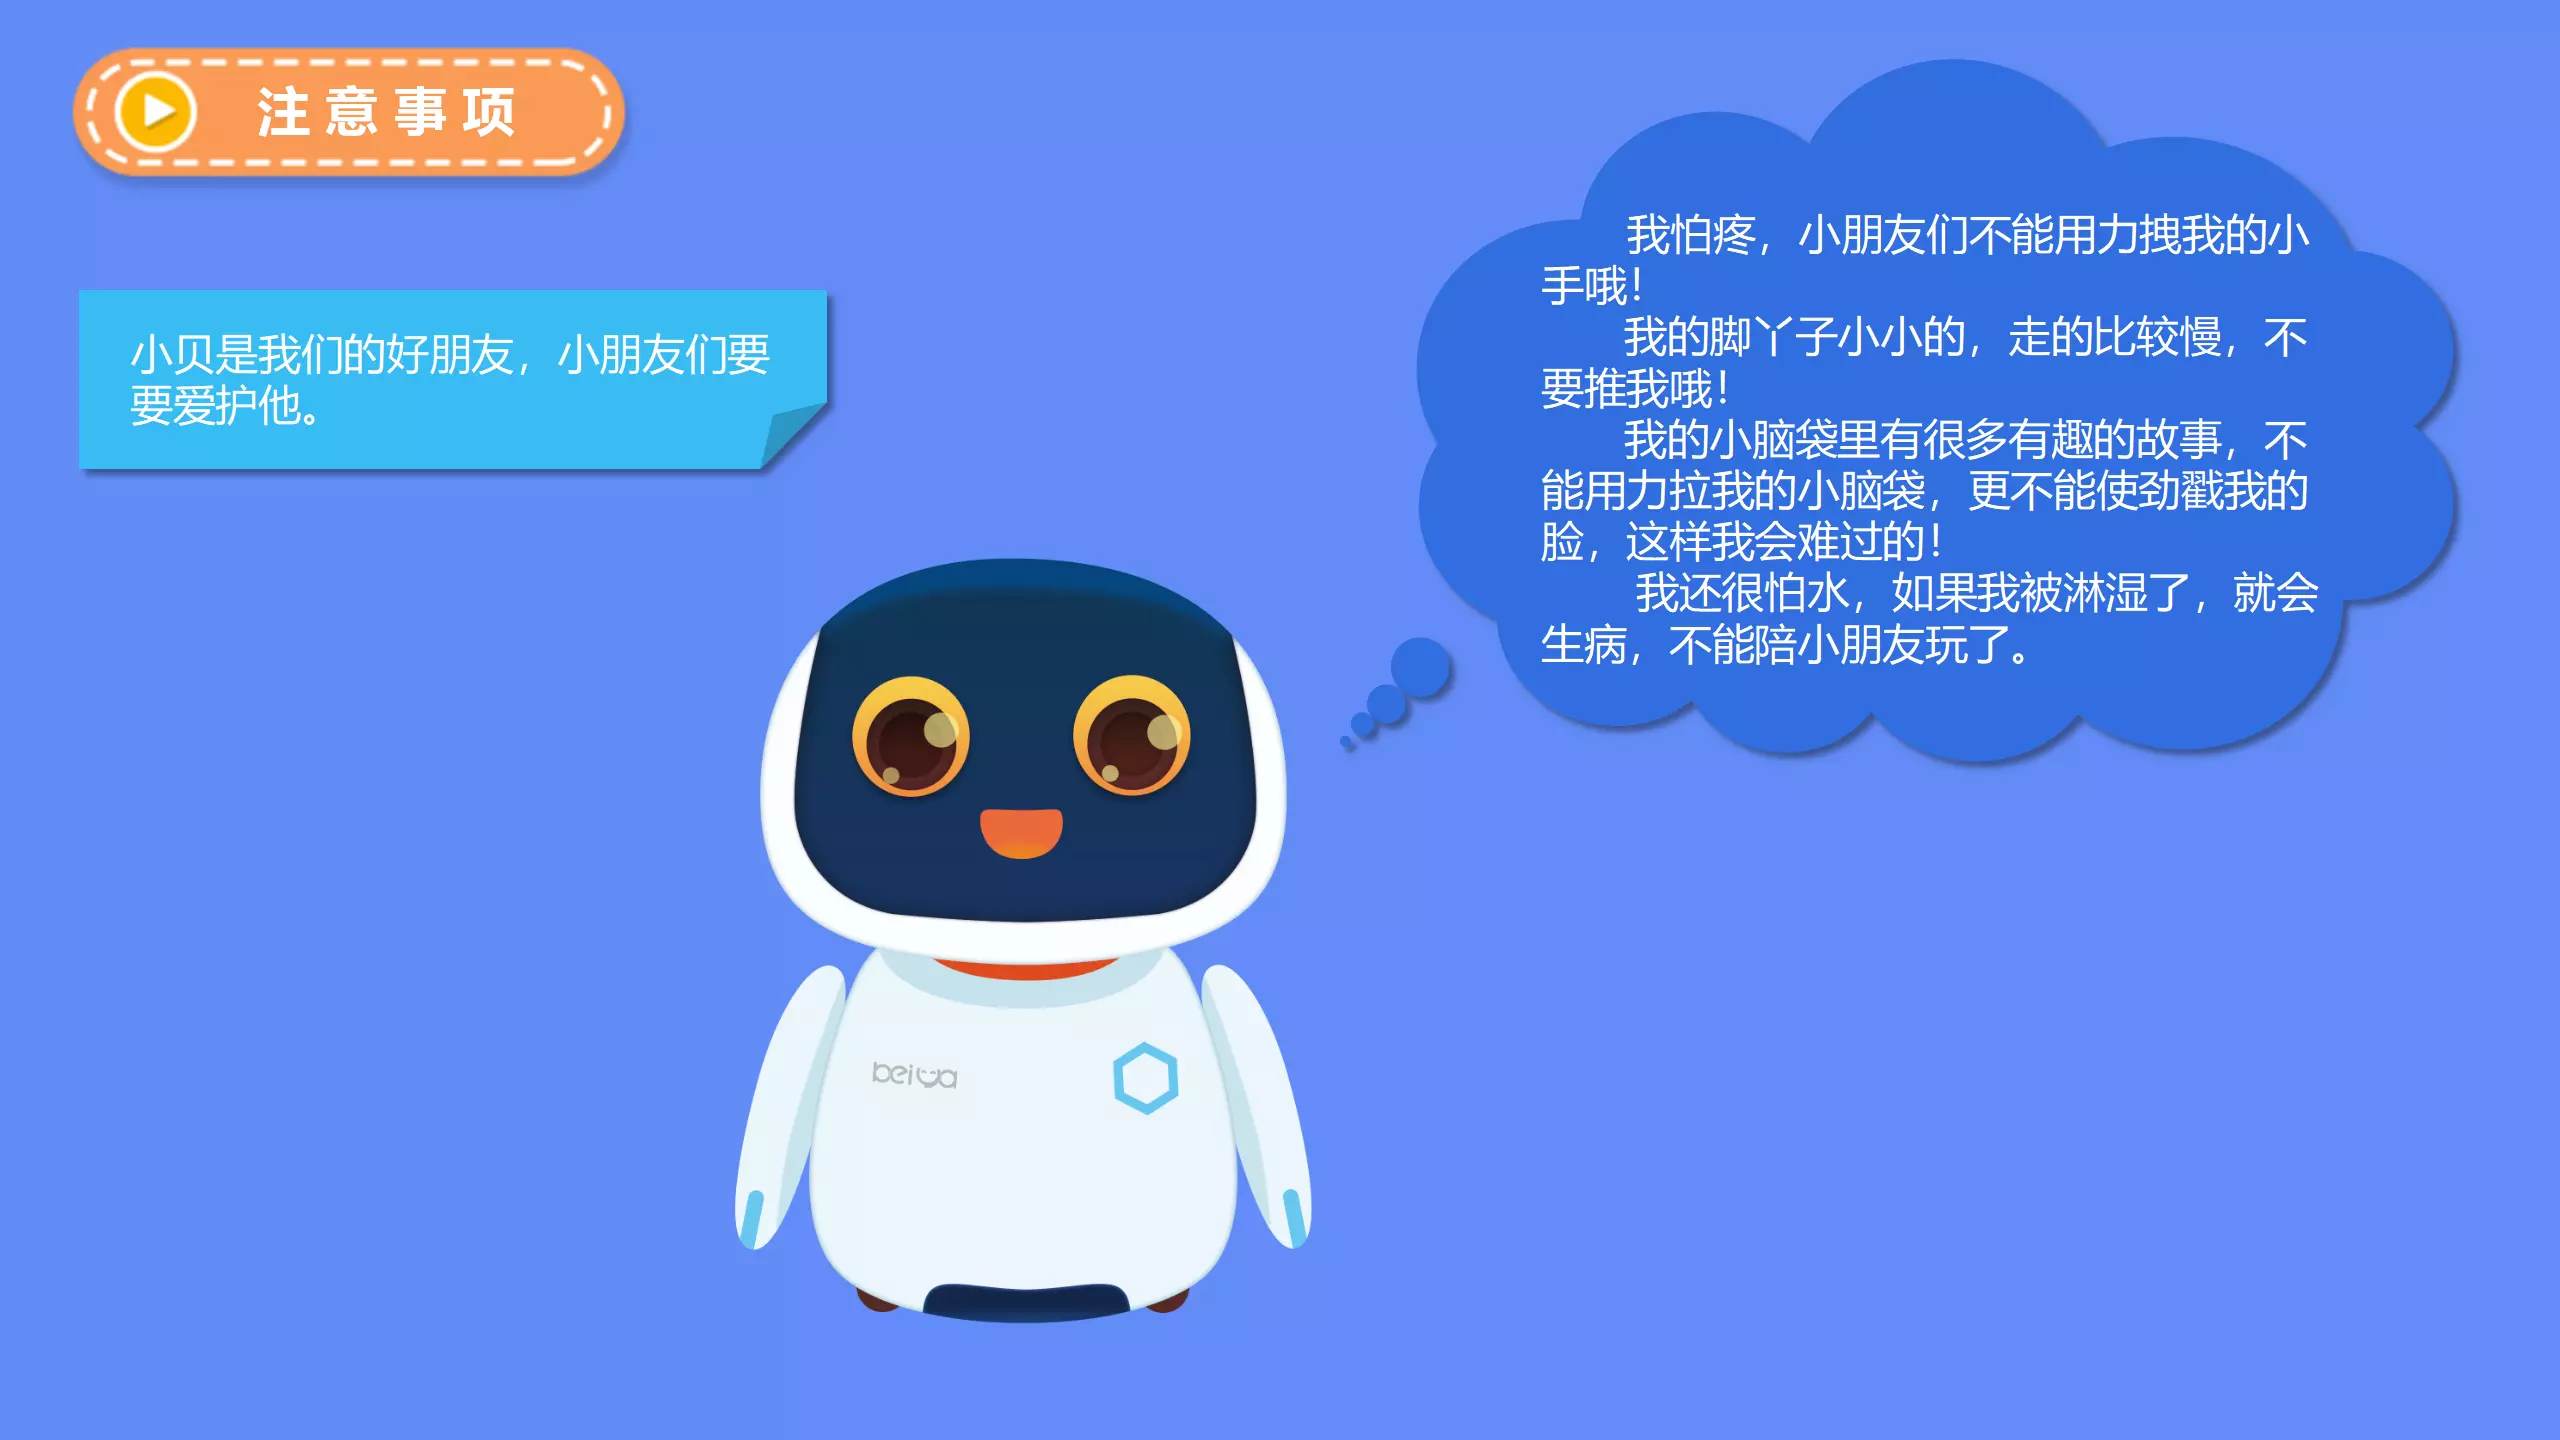 注意事项
小贝是我们的好朋友，小朋友们要
要爱护他。
我怕疼，小朋友们不能用力拽我的小
手哦！
我的脚丫子小小的，走的比较慢，不
要推我哦！
我的小脑袋里有很多有趣的故事，不
能用力拉我的小脑袋，更不能使劲戳我的
脸，这样我会难过的！
我还很怕水，如果我被淋湿了，就会
生病，不能陪小朋友玩了。
beiwa